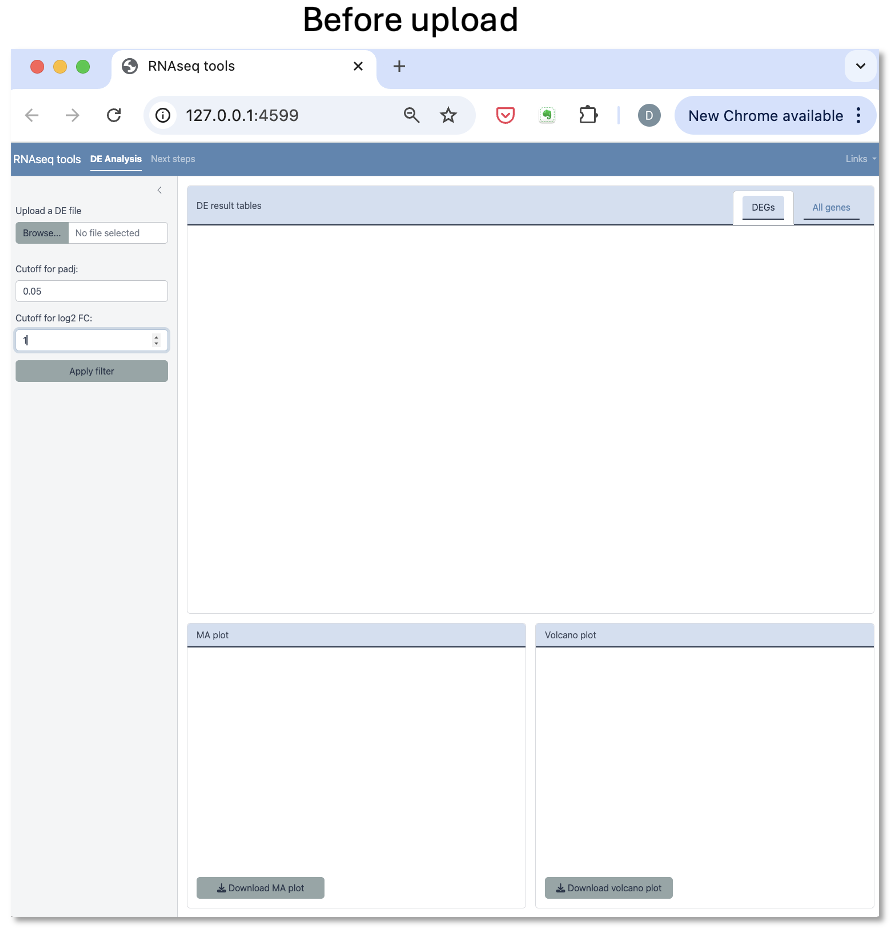 Before upload
RNAseq tools
127.0.0.1:4599
D
New Chrome available
RNAseq tools DE Analysis Next steps Links
Upload a DE file
Browse... No file selected
Cutoff for padj:
0.05
Cutoff for log2 FC:
1
Apply filter
DE result tables DEGs All genes
MA plot
Download MA plot
Volcano plot
Download volcano plot